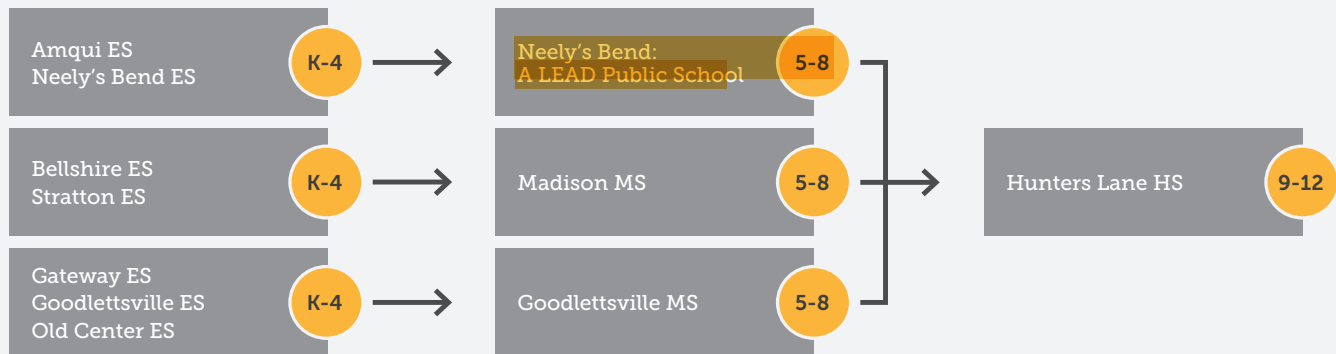 Amqui ES
Neely's Bend ES
K-4
Neely's Bend:
A LEAD Public School
5-8
Bellshire ES
Stratton ES
K-4
Madison MS
5-8
Hunters Lane HS
9-12
Gateway ES
Goodlettsville ES
Old Center ES
K-4
Goodlettsville MS
5-8